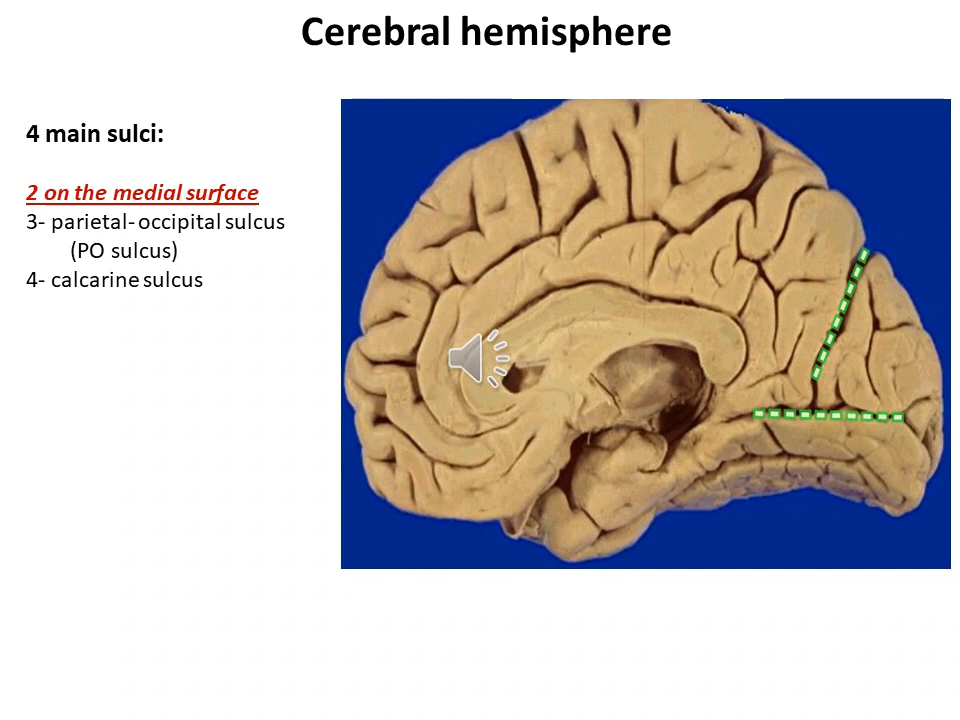 Cerebral hemisphere
4 main sulci:
2 on the medial surface
3- parietal- occipital sulcus
(PO sulcus)
4- calcarine sulcus